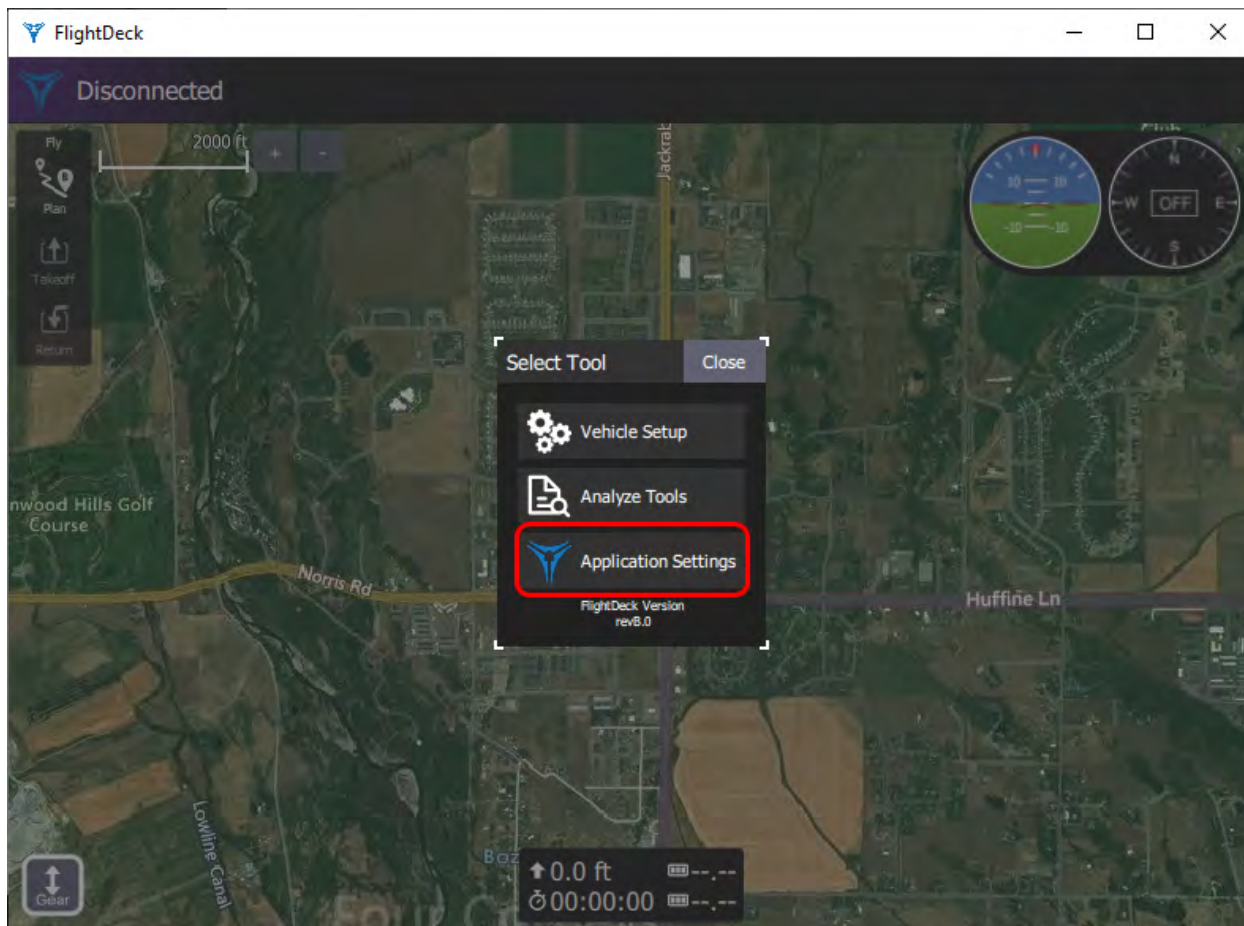 FlightDeck
Disconnected
Fly
Plan
Takeoff
Return
2000 ft
+
-
Jackrab
10
10
-10
-10
N
W
OFF
E
S
Select Tool
Close
Vehicle Setup
Analyze Tools
Application Settings
FlightDeck Version
revB.0
nwood Hills Golf
Course
Norris Rd
Huffine Ln
Lowline Canal
Boz
Gear
0.0 ft
--.--
00:00:00
--.--